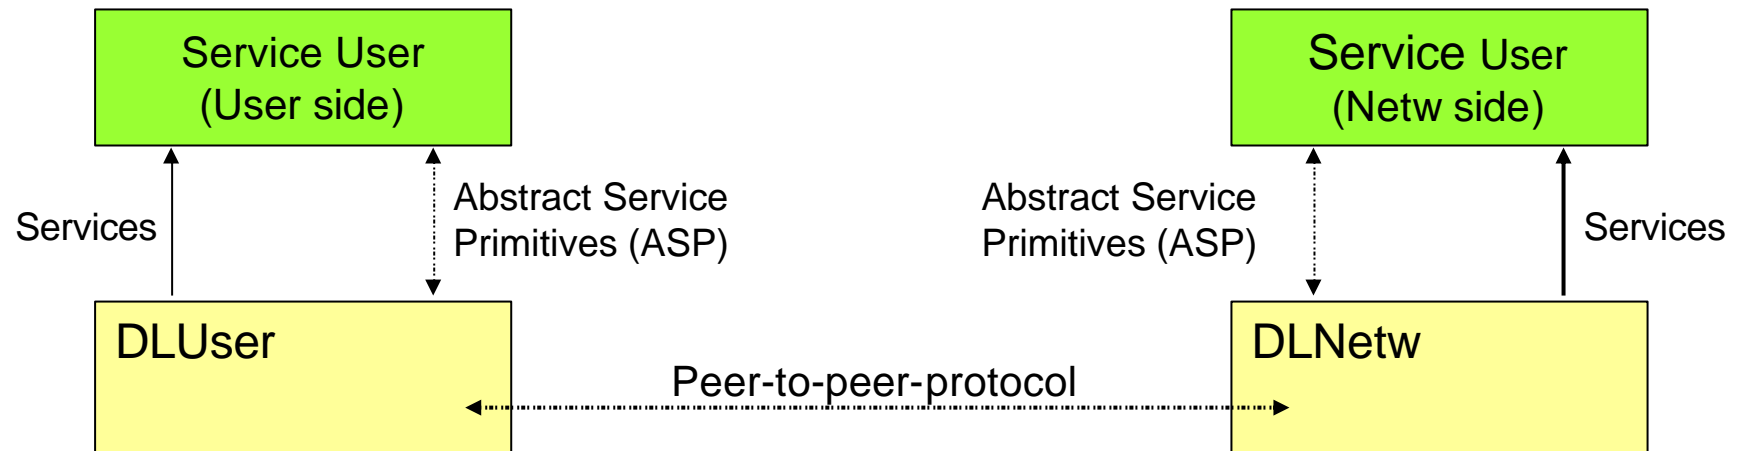 Service User
(User side)
Service User
(Netw side)
Services
Abstract Service
Primitives (ASP)
Abstract Service
Primitives (ASP)
Services
DLUser
DLNetw
Peer-to-peer-protocol